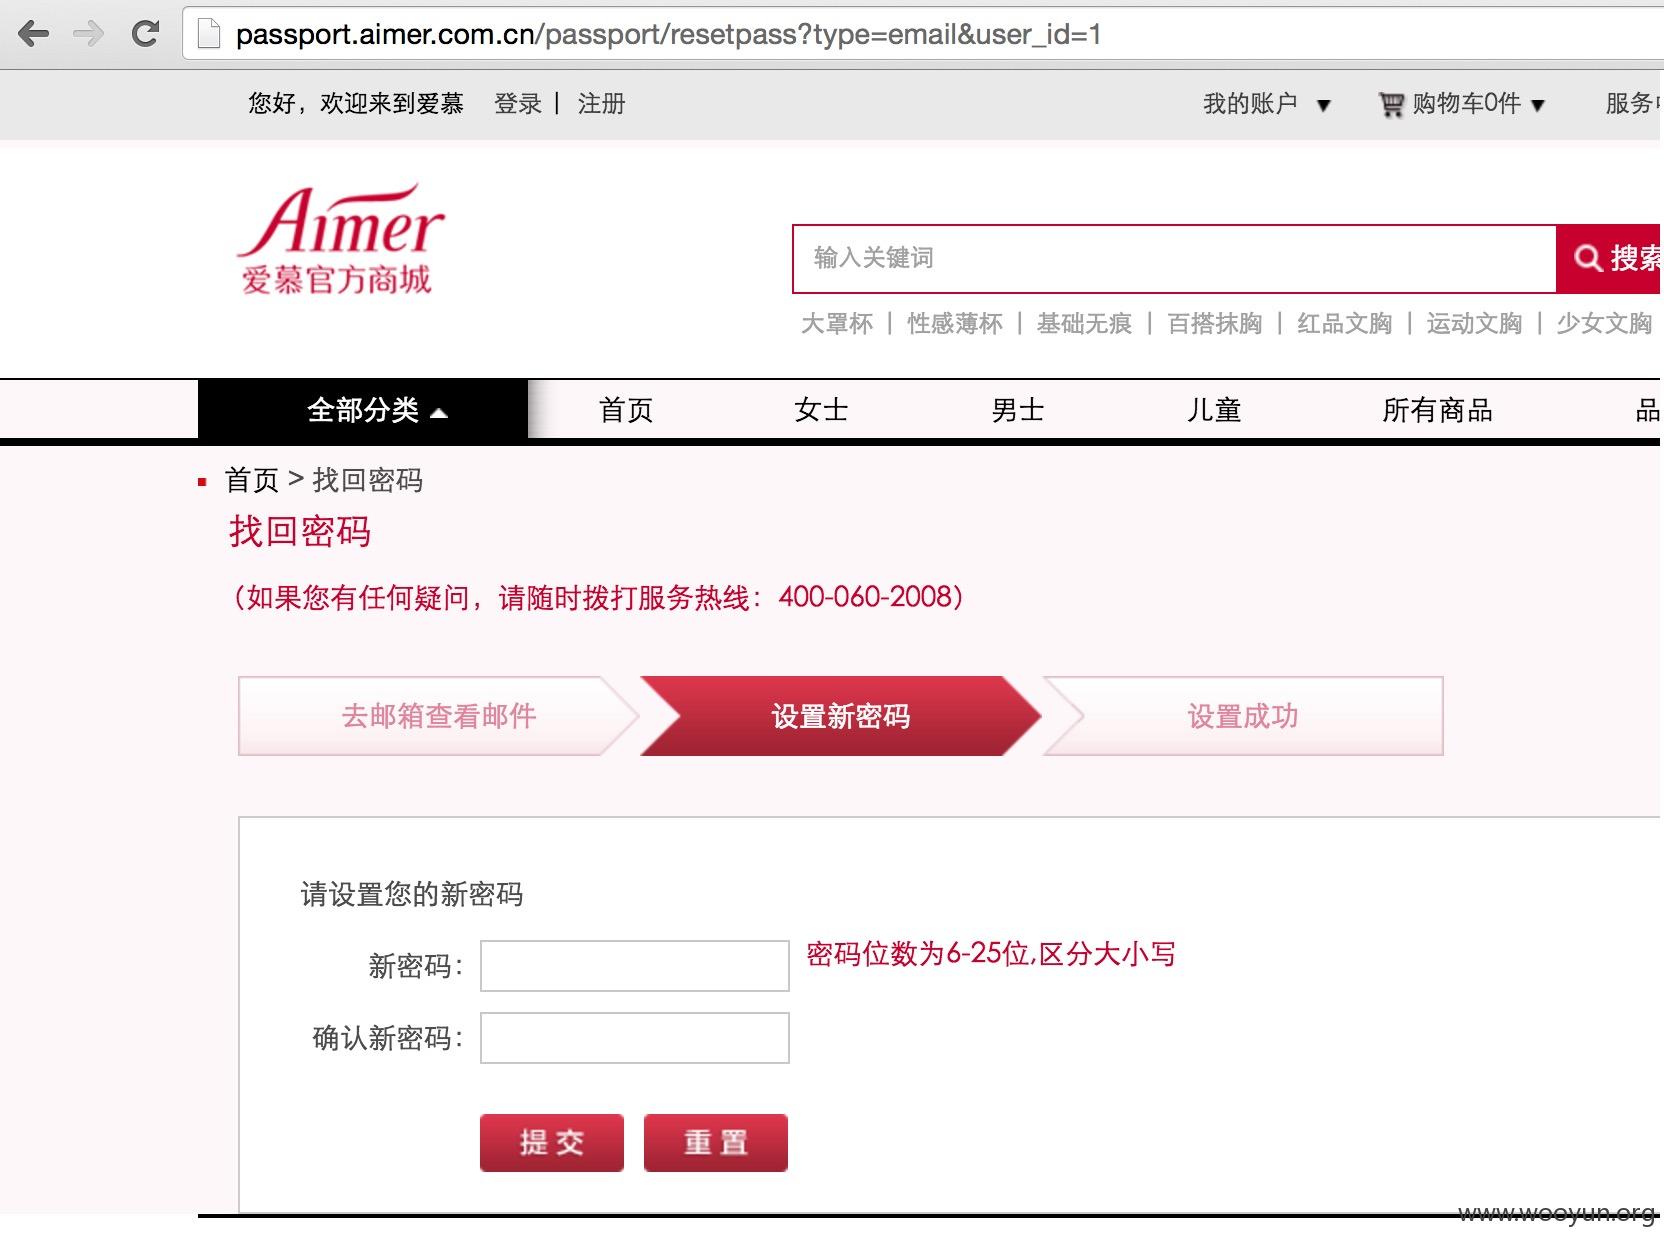 passport.aimer.com.cn/passport/resetpass?type=email&user_id=1
您好，欢迎来到爱慕 登录 | 注册 我的账户 ▼ 购物车0件 ▼ 服务
Aimer
爱慕官方商城
输入关键词 搜索
大罩杯 | 性感薄杯 | 基础无痕 | 百搭抹胸 | 红品文胸 | 运动文胸 | 少女文胸
全部分类 首页 女士 男士 儿童 所有商品 品
首页 > 找回密码
找回密码
（如果您有任何疑问，请随时拨打服务热线：400-060-2008）
去邮箱查看邮件 设置新密码 设置成功
请设置您的新密码
新密码： 密码位数为6-25位,区分大小写
确认新密码：
提交 重置
www.wooyun.org